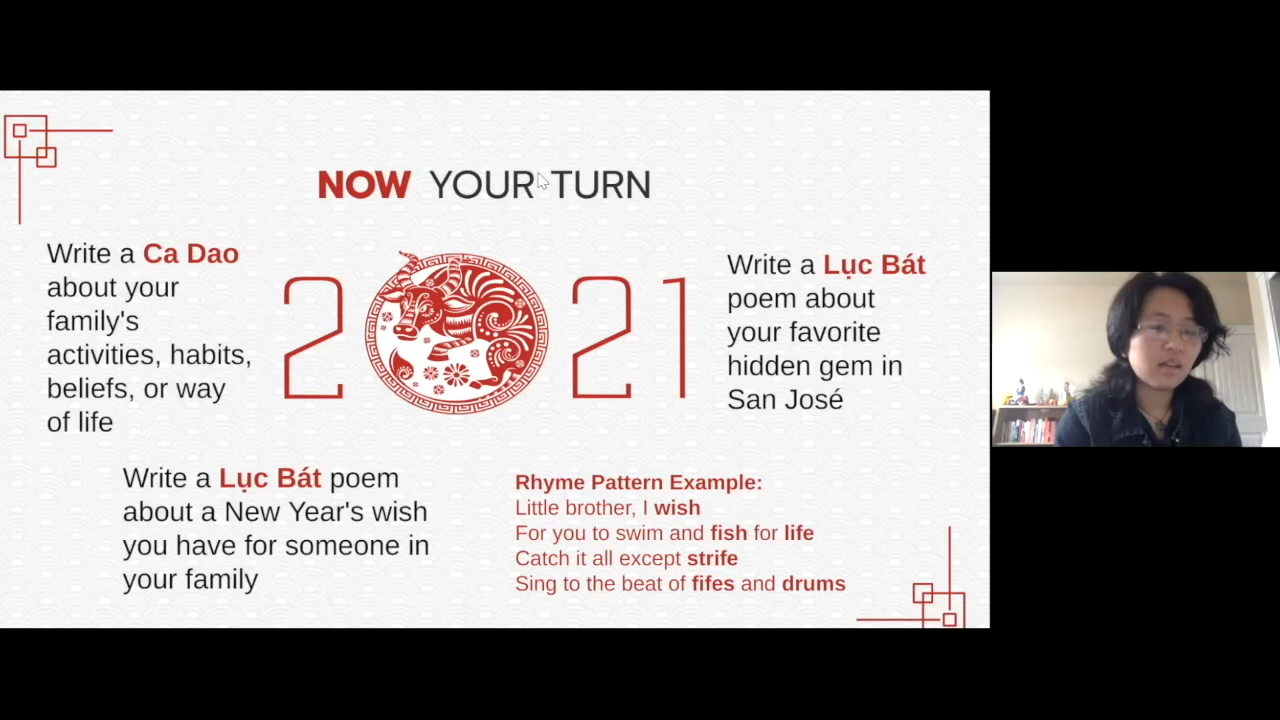 NOW YOUR TURN
Write a Ca Dao
about your
family's
activities, habits,
beliefs, or way
of life
2 21
Write a Lục Bát
poem about
your favorite
hidden gem in
San José
Write a Lục Bát poem
about a New Year's wish
you have for someone in
your family
Rhyme Pattern Example:
Little brother, I wish
For you to swim and fish for life
Catch it all except strife
Sing to the beat of fifes and drums